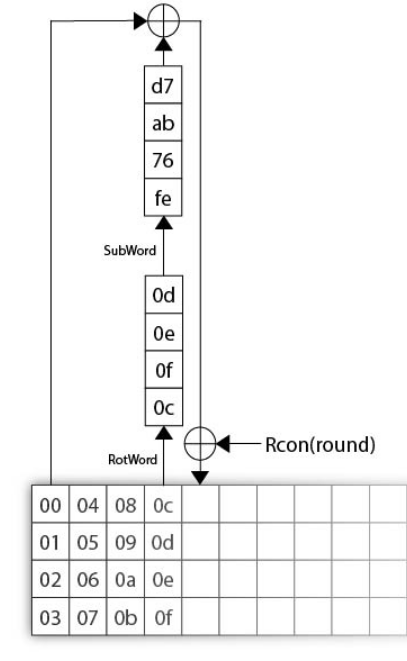 d7
ab
76
fe
SubWord
0d
0e
0f
0c
Rcon(round)
RotWord
00 04 08 0c
01 05 09 0d
02 06 0a 0e
03 07 0b 0f